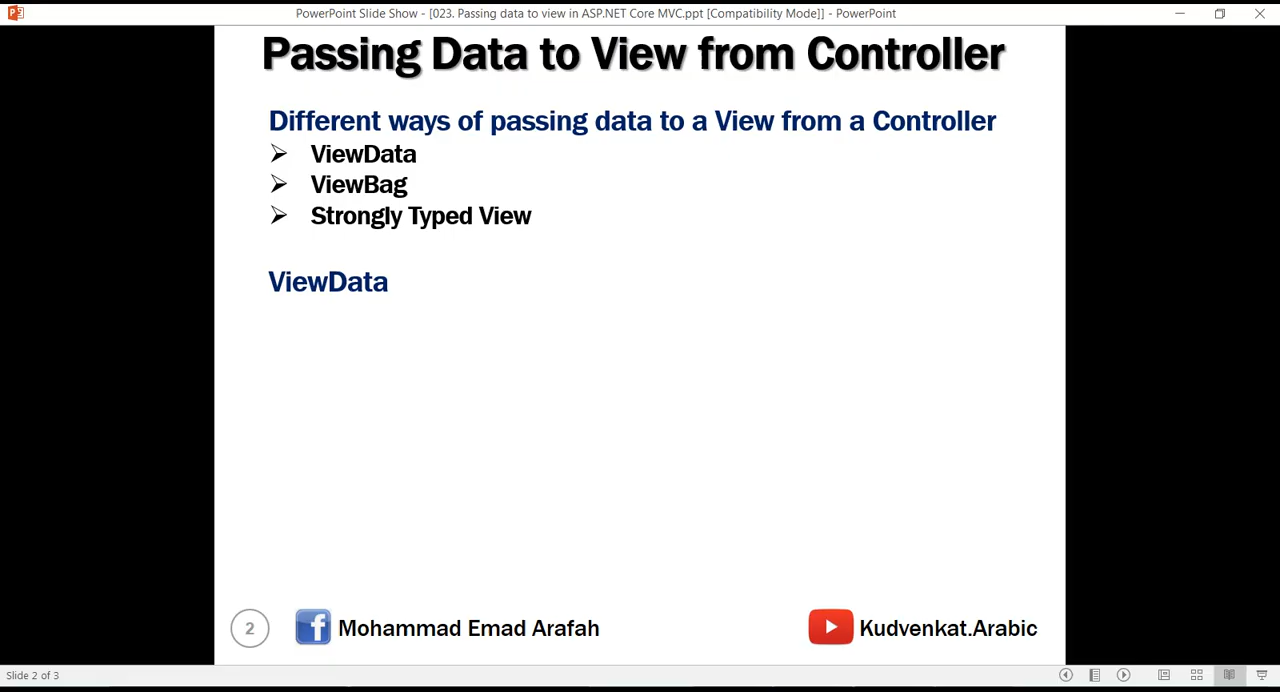 PowerPoint Slide Show - [023. Passing data to view in ASP.NET Core MVC.ppt [Compatibility Mode]] - PowerPoint
Passing Data to View from Controller
Different ways of passing data to a View from a Controller
ViewData
ViewBag
Strongly Typed View
ViewData
2
Mohammad Emad Arafah
Kudvenkat.Arabic
Slide 2 of 3